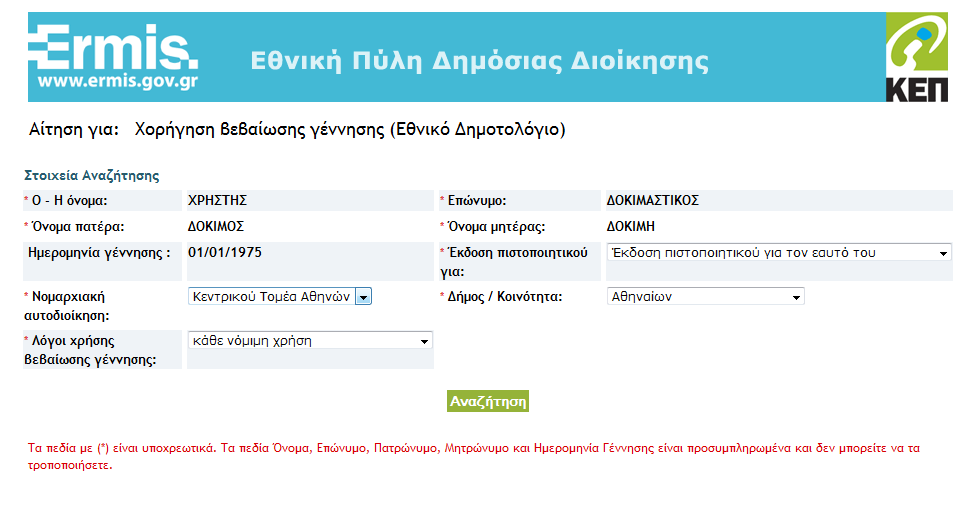 Ermis.
www.ermis.gov.gr
Εθνική Πύλη Δημόσιας Διοίκησης
ΚΕΠ
Αίτηση για: Χορήγηση βεβαίωσης γέννησης (Εθνικό Δημοτολόγιο)
Στοιχεία Αναζήτησης
* Ο - Η όνομα: ΧΡΗΣΤΗΣ * Επώνυμο: ΔΟΚΙΜΑΣΤΙΚΟΣ
* Όνομα πατέρα: ΔΟΚΙΜΟΣ * Όνομα μητέρας: ΔΟΚΙΜΗ
Ημερομηνία γέννησης : 01/01/1975 * Έκδοση πιστοποιητικού για: Έκδοση πιστοποιητικού για τον εαυτό του
* Νομαρχιακή αυτοδιοίκηση: Κεντρικού Τομέα Αθηνών * Δήμος / Κοινότητα: Αθηναίων
* Λόγοι χρήσης βεβαίωσης γέννησης: κάθε νόμιμη χρήση
Αναζήτηση
Τα πεδία με (*) είναι υποχρεωτικά. Τα πεδία Όνομα, Επώνυμο, Πατρώνυμο, Μητρώνυμο και Ημερομηνία Γέννησης είναι προσυμπληρωμένα και δεν μπορείτε να τα
τροποποιήσετε.